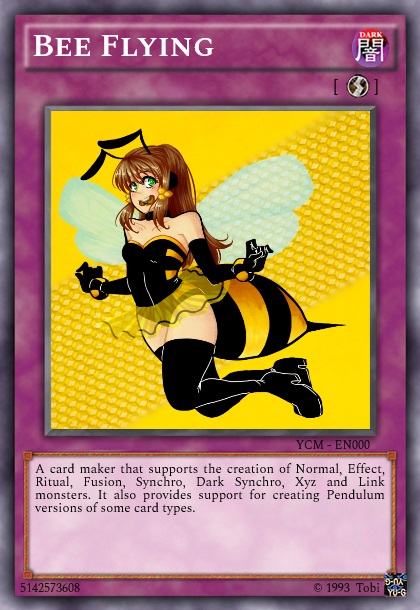 BEE FLYING
DARK
闇
[ ]
YCM - EN000
A card maker that supports the creation of Normal, Effect,
Ritual, Fusion, Synchro, Dark Synchro, Xyz and Link
monsters. It also provides support for creating Pendulum
versions of some card types.
5142573608
© 1993 Tobi